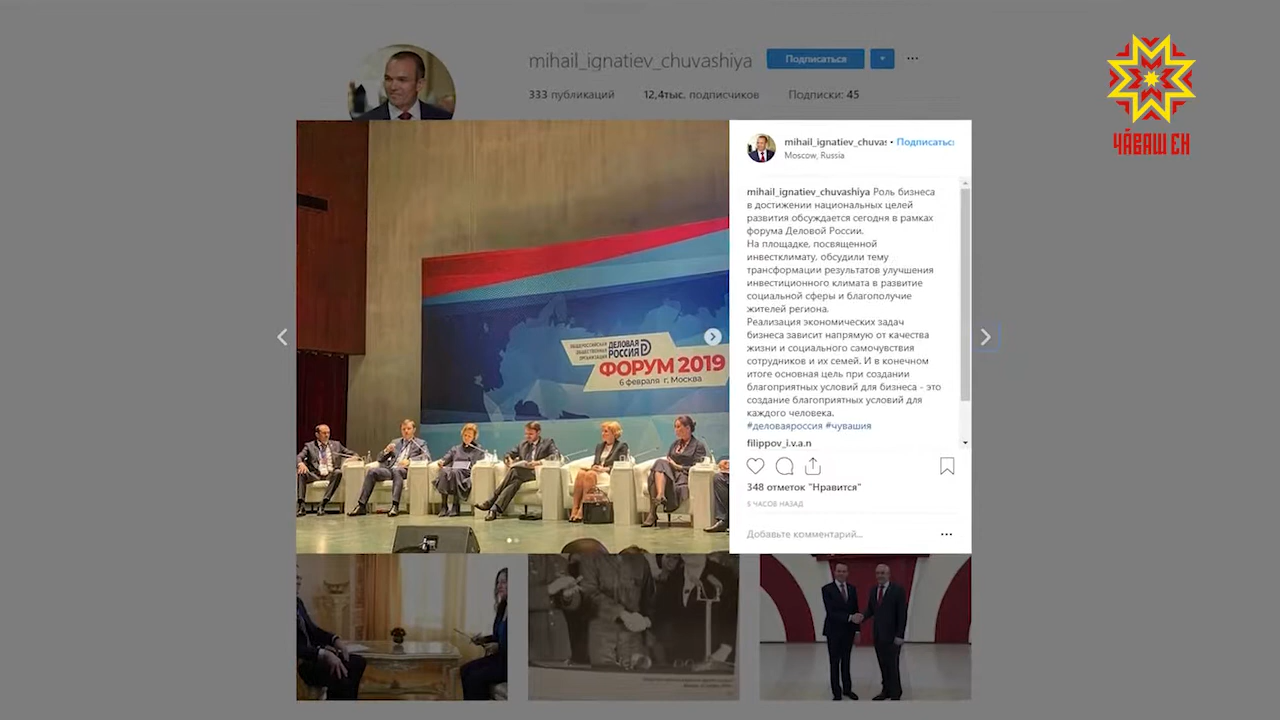 mihail_ignatiev_chuvashiya Подписаться
333 публикаций 12,4тыс. подписчиков Подписки: 45
ЧӐВАШ ЕН
mihail_ignatiev_chuvas • Подписатьс
Moscow, Russia
mihail_ignatiev_chuvashiya Роль бизнеса
в достижении национальных целей
развития обсуждается сегодня в рамках
форума Деловой России.
На площадке, посвященной
инвестклимату, обсудили тему
трансформации результатов улучшения
инвестиционного климата в развитие
социальной сферы и благополучие
жителей региона.
Реализация экономических задач
бизнеса зависит напрямую от качества
жизни и социального самочувствия
сотрудников и их семей. И в конечном
итоге основная цель при создании
благоприятных условий для бизнеса - это
создание благоприятных условий для
каждого человека.
#деловаяроссия #чувашия
filippov_i.v.a.n
348 отметок "Нравится"
5 ЧАСОВ НАЗАД
Добавьте комментарий...
ОБЩЕРОССИЙСКАЯ
ОБЩЕСТВЕННАЯ
ОРГАНИЗАЦИЯ
ДЕЛОВАЯ
РОССИЯ
ФОРУМ 2019
6 февраля г. Москва